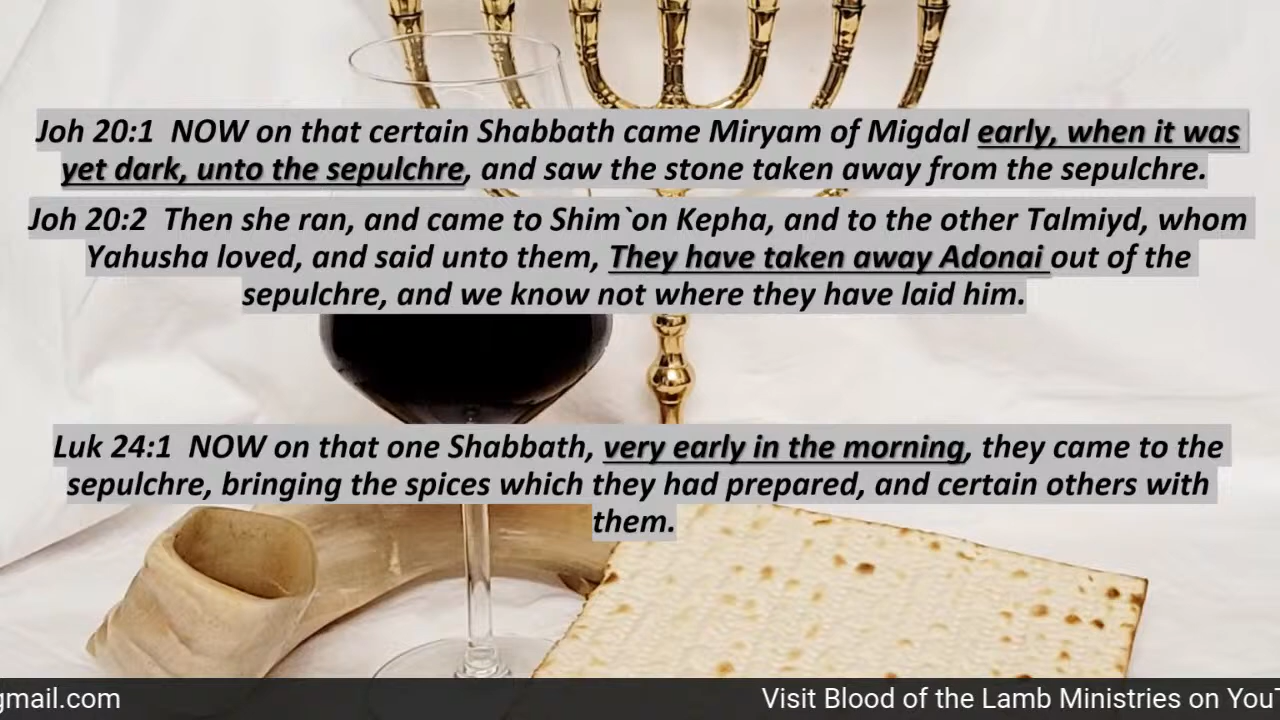 Joh 20:1 NOW on that certain Shabbath came Miryam of Migdal early, when it was
yet dark, unto the sepulchre, and saw the stone taken away from the sepulchre.
Joh 20:2 Then she ran, and came to Shim`on Kepha, and to the other Talmiyd, whom
Yahusha loved, and said unto them, They have taken away Adonai out of the
sepulchre, and we know not where they have laid him.
Luk 24:1 NOW on that one Shabbath, very early in the morning, they came to the
sepulchre, bringing the spices which they had prepared, and certain others with
them.
gmail.com Visit Blood of the Lamb Ministries on YouT